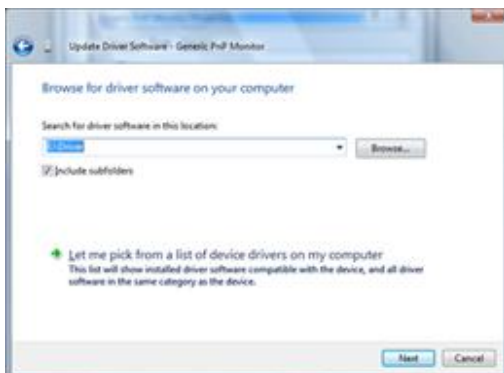 Update Driver Software - Generic PnP Monitor
Browse for driver software on your computer
Search for driver software in this location:
Browse...
Include subfolders
Let me pick from a list of device drivers on my computer
This list will show installed driver software compatible with the device, and all driver
software in the same category as the device.
Next
Cancel